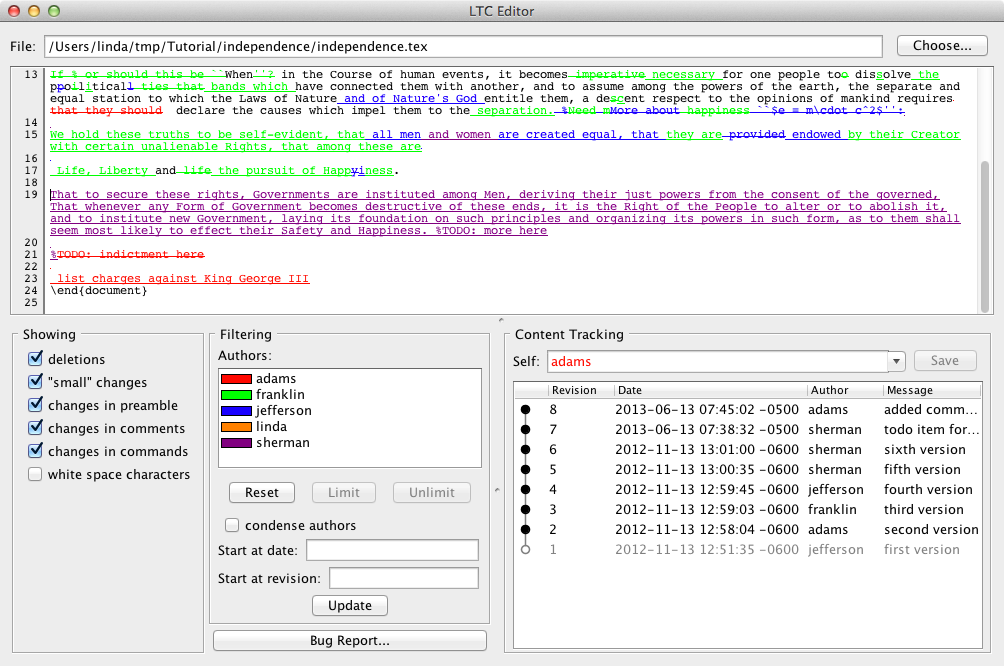 LTC Editor
File: /Users/linda/tmp/Tutorial/independence/independence.tex Choose...
13 If % or should this be ``When''? in the Course of human events, it becomes imperative necessary for one people too dissolve the
ppoilitical ties that bands which have connected them with another, and to assume among the powers of the earth, the separate and
equal station to which the Laws of Nature and of Nature's God entitle them, a descent respect to the opinions of mankind requires
that they should declare the causes which impel them to the separation. %Need mMore about happiness ``$e = m\cdot c^2$'':
14
15 We hold these truths to be self-evident, that all men and women are created equal, that they are provided endowed by their Creator
with certain unalienable Rights, that among these are
16
17 Life, Liberty and life the pursuit of Happyiness.
18
19 That to secure these rights, Governments are instituted among Men, deriving their just powers from the consent of the governed,
That whenever any Form of Government becomes destructive of these ends, it is the Right of the People to alter or to abolish it,
and to institute new Government, laying its foundation on such principles and organizing its powers in such form, as to them shall
seem most likely to effect their Safety and Happiness. %TODO: more here
20
21 %TODO: indictment here
22
23 list charges against King George III
24 \end{document}
25
Showing
deletions
"small" changes
changes in preamble
changes in comments
changes in commands
white space characters
Filtering
Authors:
adams
franklin
jefferson
linda
sherman
Reset Limit Unlimit
condense authors
Start at date:
Start at revision:
Update
Bug Report...
Content Tracking
Self: adams Save
Revision Date Author Message
8 2013-06-13 07:45:02 -0500 adams added comm...
7 2013-06-13 07:38:32 -0500 sherman todo item for...
6 2012-11-13 13:01:00 -0600 sherman sixth version
5 2012-11-13 13:00:35 -0600 sherman fifth version
4 2012-11-13 12:59:45 -0600 jefferson fourth version
3 2012-11-13 12:59:03 -0600 franklin third version
2 2012-11-13 12:58:04 -0600 adams second version
1 2012-11-13 12:51:35 -0600 jefferson first version